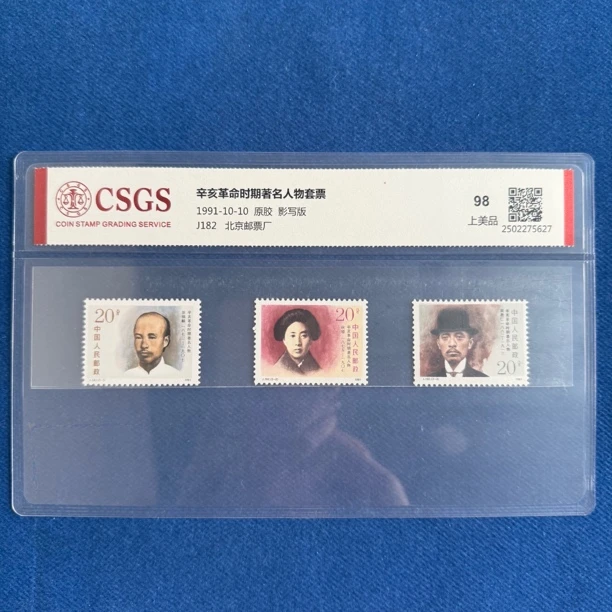 CSGS
COIN STAMP GRADING SERVICE
辛亥革命时期著名人物套票
1991-10-10 原胶 影写版
J182 北京邮票厂
98
上美品
2502275627
20分
中国人民邮政
20分
中国人民邮政
中国人民邮政
20分